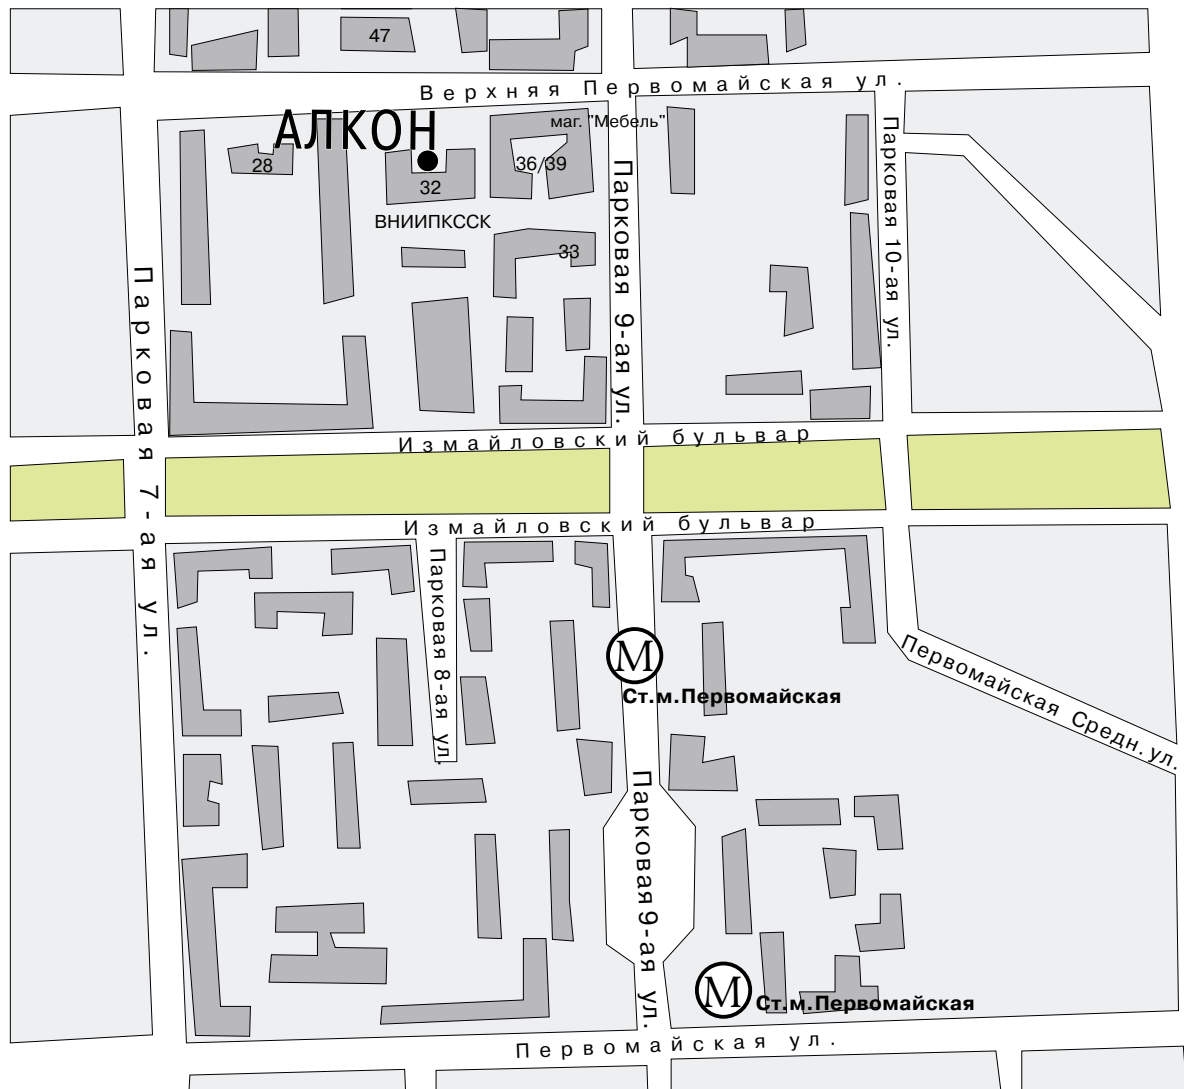 47
Верхняя Первомайская ул.
АЛКОН
маг. "Мебель"
28
32
36/39
ВНИИПКССК
33
Парковая 9-ая ул.
Парковая 10-ая ул.
Парковая 7-ая ул.
Измайловский бульвар
Измайловский бульвар
Парковая 8-ая ул.
М
Ст.м.Первомайская
Первомайская Средн. ул.
Парковая 9-ая ул.
М
Ст.м.Первомайская
Первомайская ул.